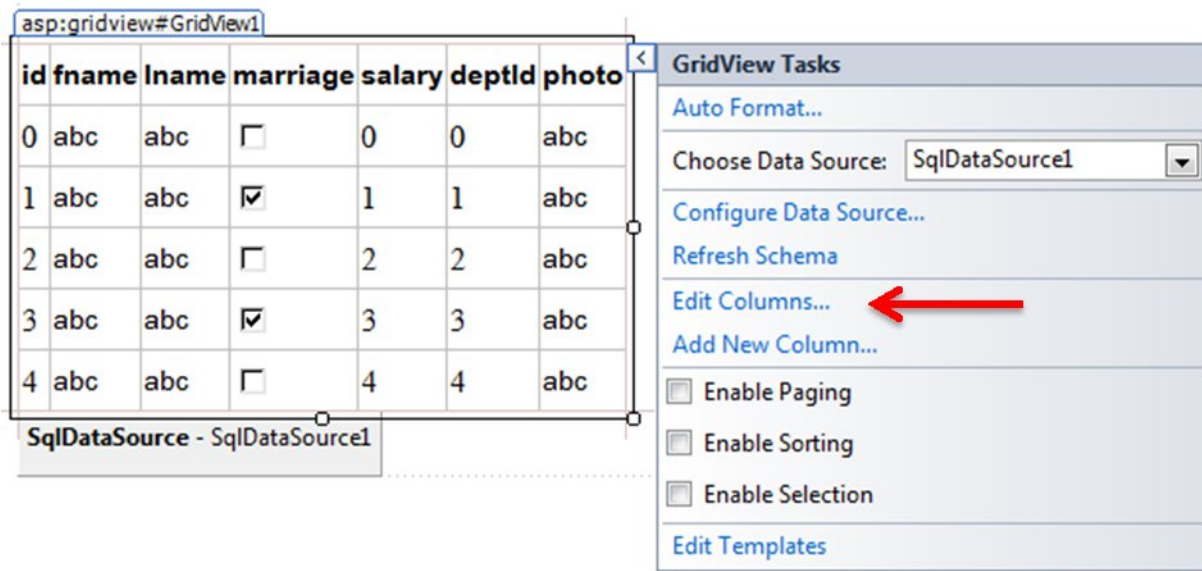 asp:gridview#GridView1
id fname lname marriage salary deptId photo
0 abc abc 0 0 abc
1 abc abc 1 1 abc
2 abc abc 2 2 abc
3 abc abc 3 3 abc
4 abc abc 4 4 abc
SqlDataSource - SqlDataSource1
GridView Tasks
Auto Format...
Choose Data Source: SqlDataSource1
Configure Data Source...
Refresh Schema
Edit Columns...
Add New Column...
Enable Paging
Enable Sorting
Enable Selection
Edit Templates